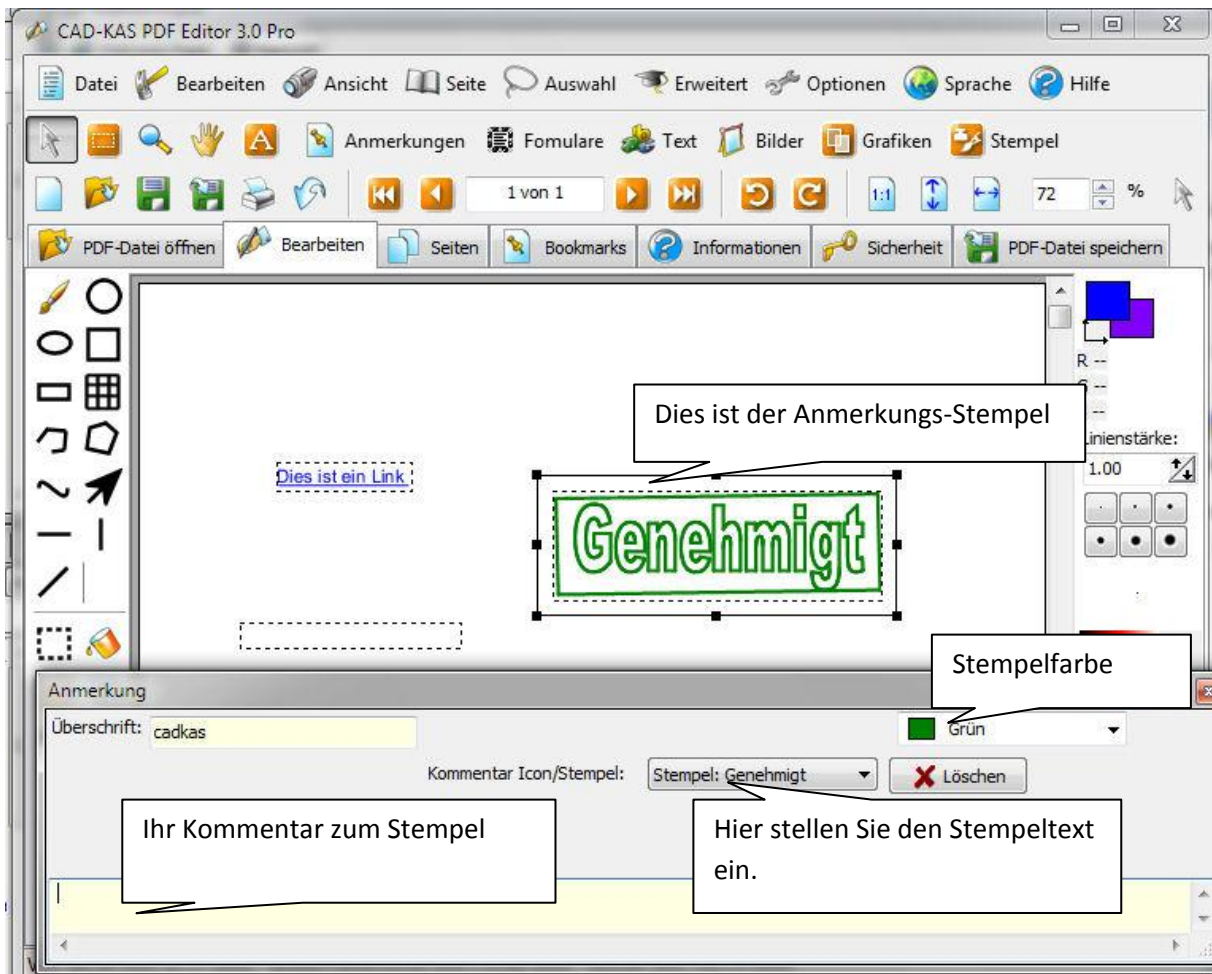 CAD-KAS PDF Editor 3.0 Pro
Datei Bearbeiten Ansicht Seite Auswahl Erweitert Optionen Sprache Hilfe
A Anmerkungen Fomulare Text Bilder Grafiken Stempel
1 von 1 1:1 72 %
PDF-Datei öffnen Bearbeiten Seiten Bookmarks Informationen Sicherheit PDF-Datei speichern
R --
--
--
Dies ist der Anmerkungs-Stempel
Linienstärke:
1.00
Dies ist ein Link
Genehmigt
Stempelfarbe
Anmerkung
Überschrift: cadkas
Grün
Kommentar Icon/Stempel: Stempel: Genehmigt Löschen
Ihr Kommentar zum Stempel
Hier stellen Sie den Stempeltext
ein.